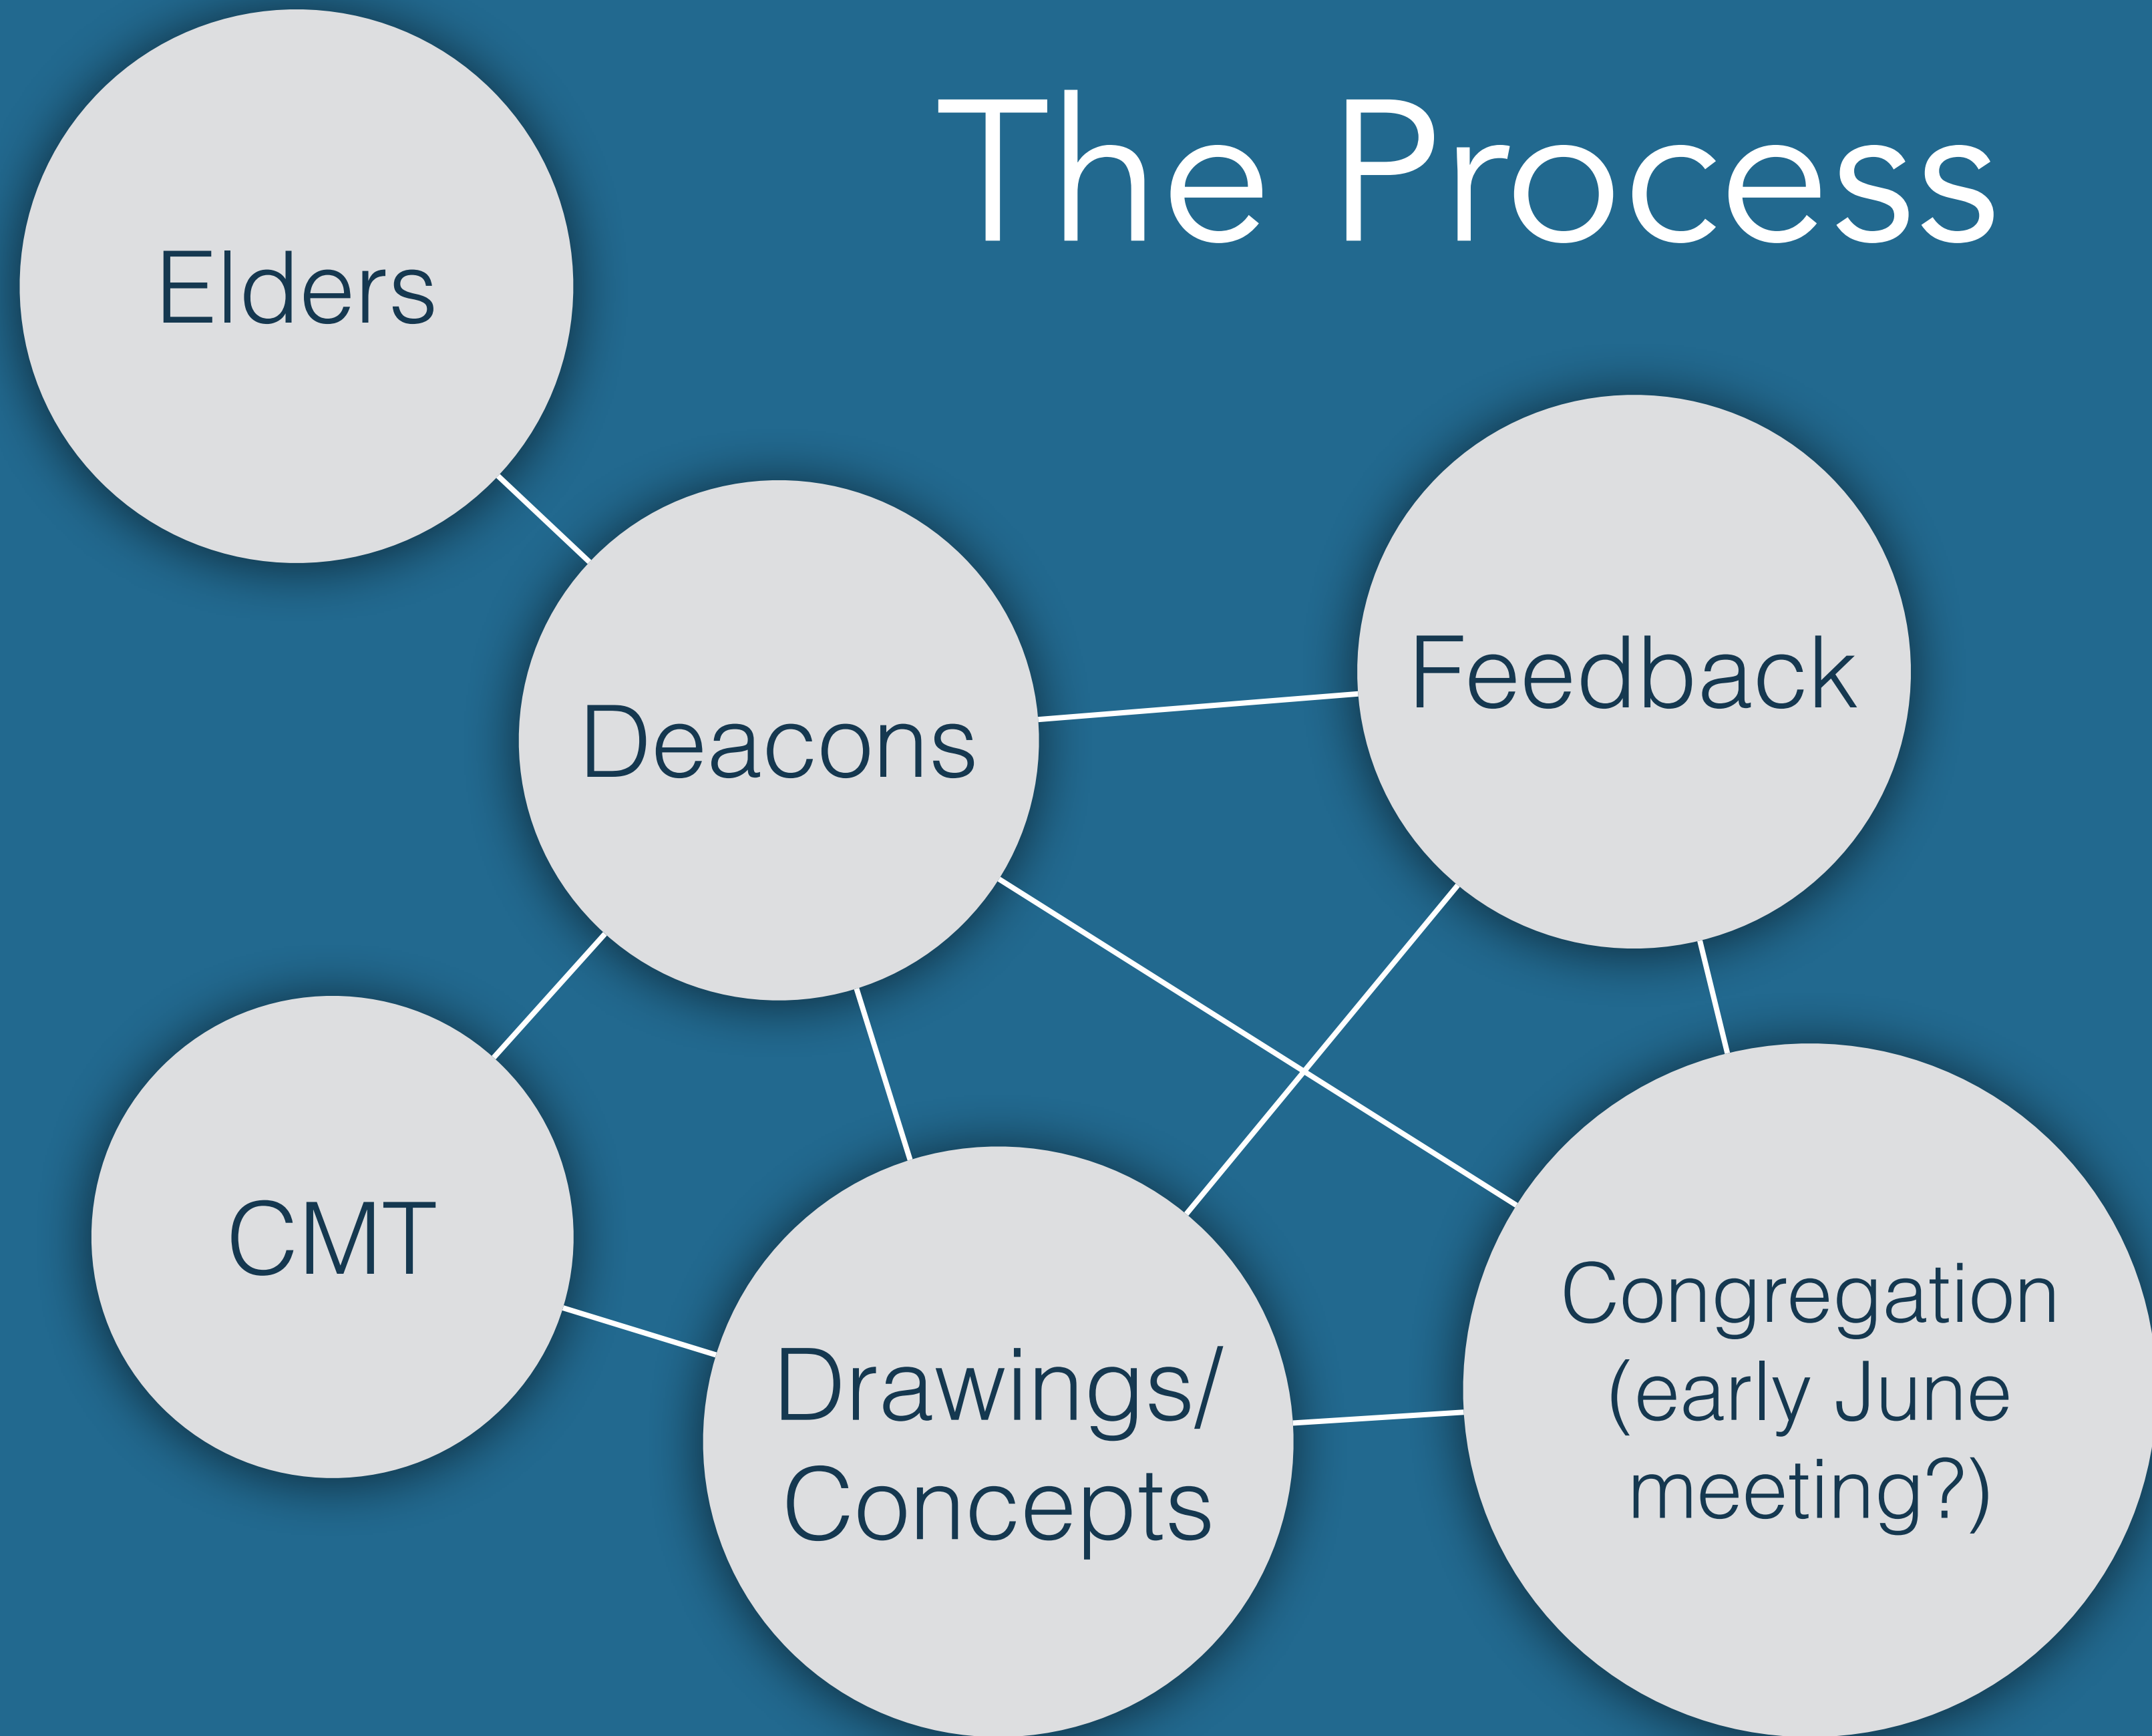 The Process
Elders
Feedback
Deacons
CMT
Drawings/
Concepts
Congregation
(early June
meeting?)